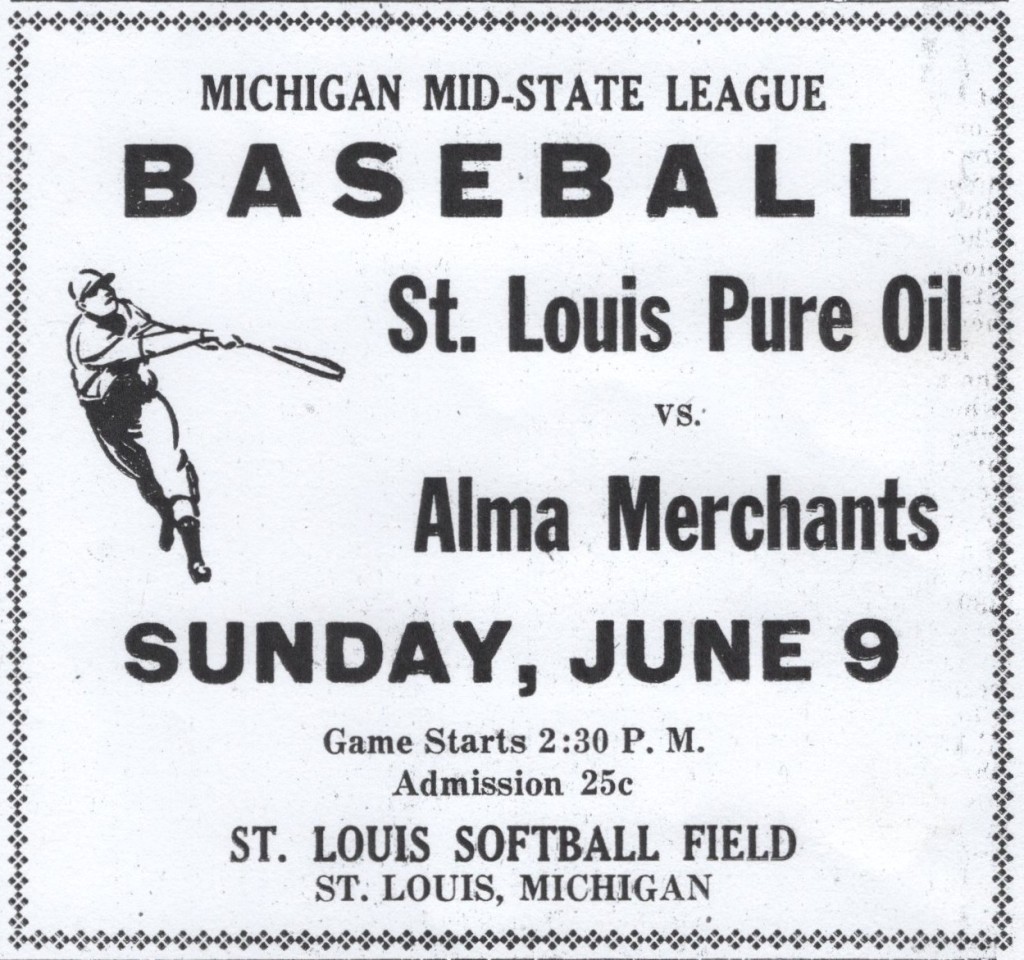 MICHIGAN MID-STATE LEAGUE
BASEBALL
St. Louis Pure Oil
vs.
Alma Merchants
SUNDAY, JUNE 9
Game Starts 2:30 P. M.
Admission 25c
ST. LOUIS SOFTBALL FIELD
ST. LOUIS, MICHIGAN